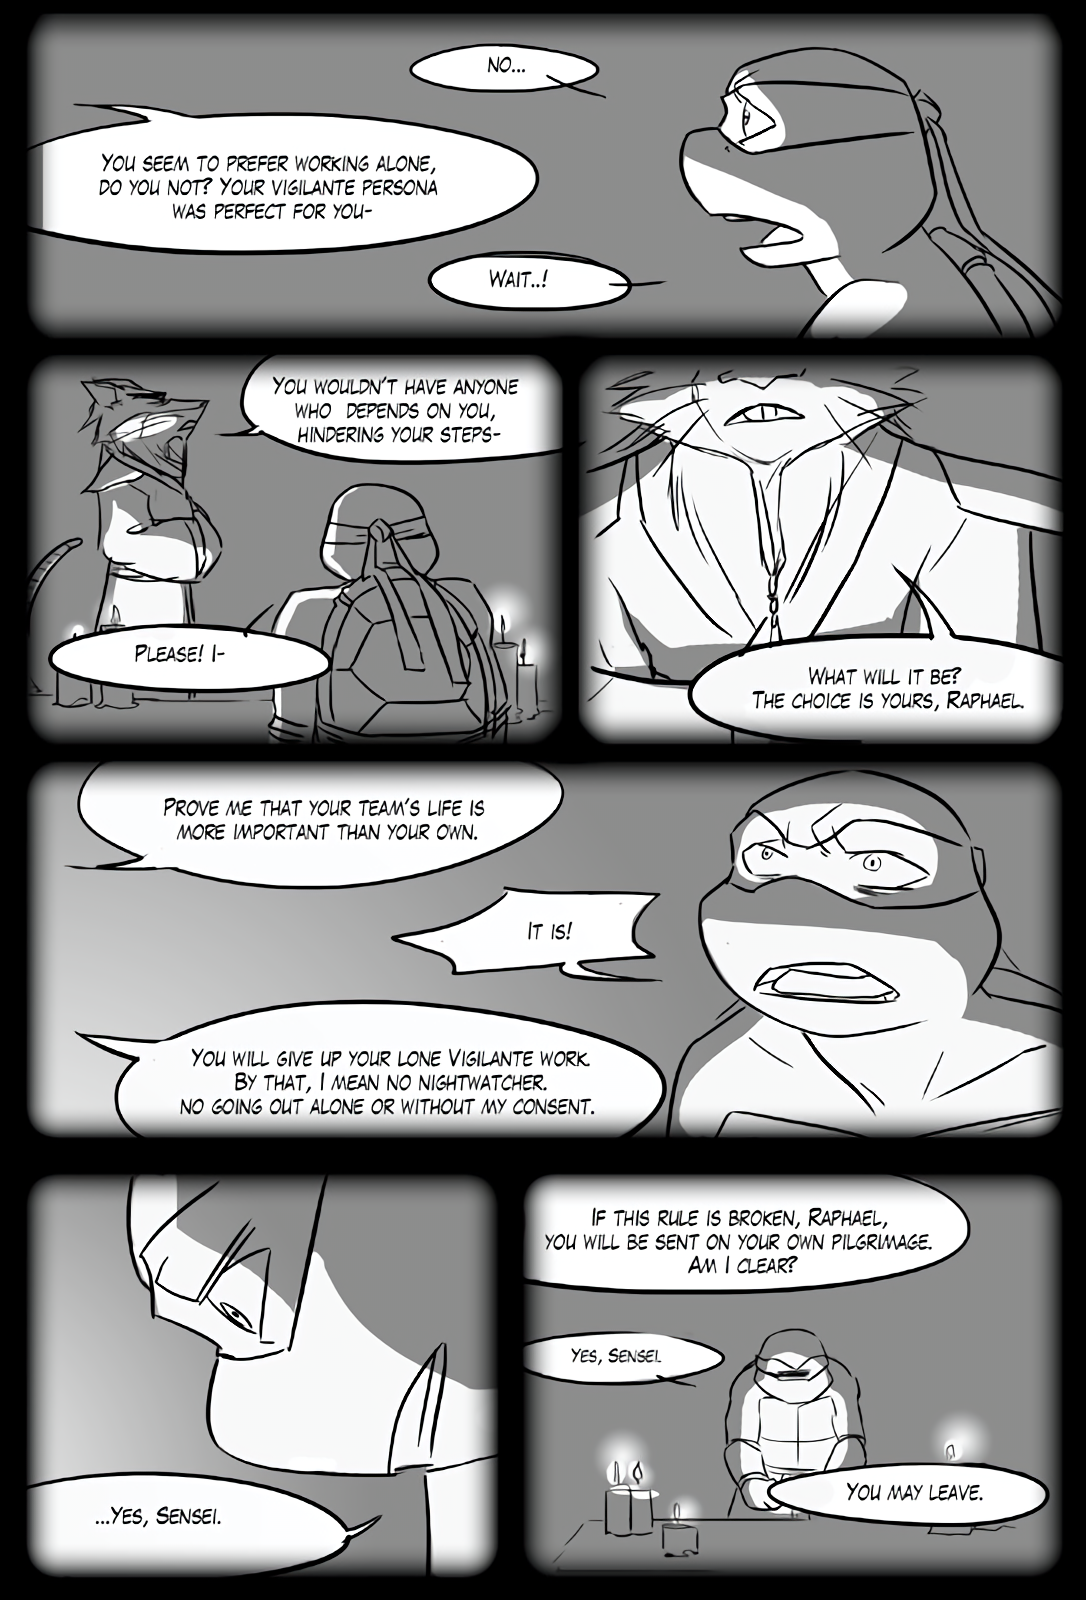 No...
You seem to prefer working alone,
do you not? Your vigilante persona
was perfect for you-
Wait..!
You wouldn't have anyone
who depends on you,
hindering your steps-
Please! I-
What will it be?
The choice is yours, Raphael.
Prove me that your team's life is
more important than your own.
It is!
You will give up your lone Vigilante work.
By that, I mean no nightwatcher.
no going out alone or without my consent.
...Yes, Sensei.
If this rule is broken, Raphael,
you will be sent on your own pilgrimage.
Am I clear?
Yes, Sensei.
You may leave.